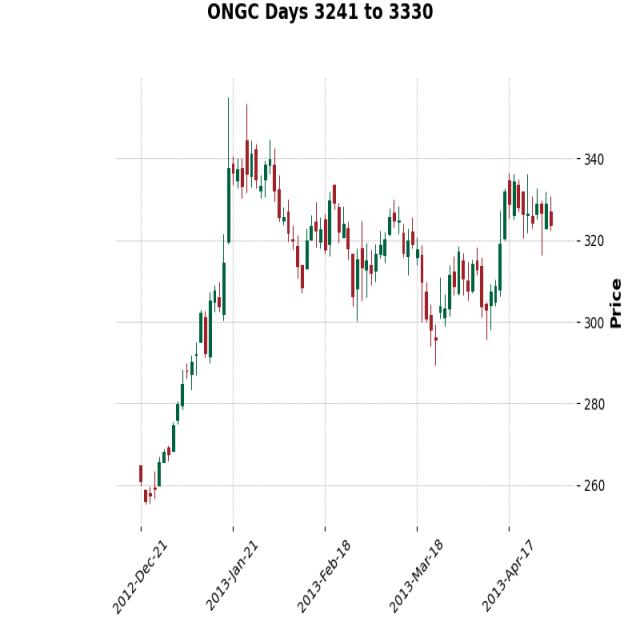 ONGC Days 3241 to 3330
340
320
300
280
260
Price
2012-Dec-21
2013-Jan-21
2013-Feb-18
2013-Mar-18
2013-Apr-17